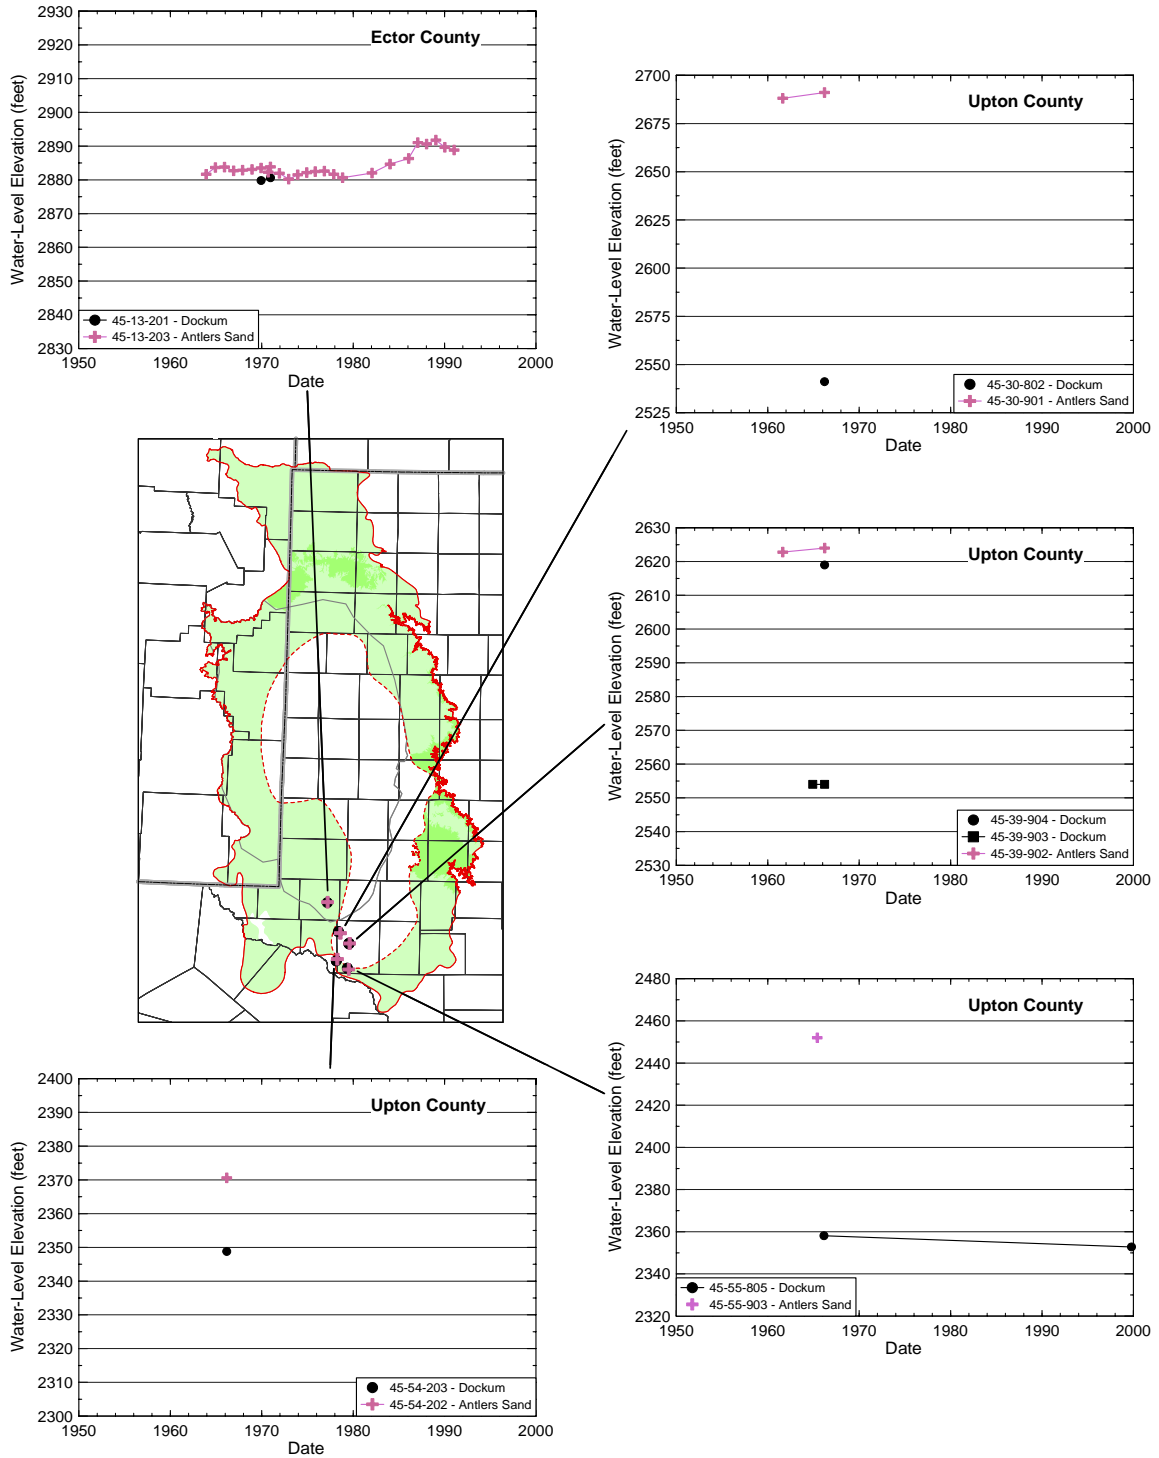 Ector County
Water-Level Elevation (feet)
2930
2920
2910
2900
2890
2880
2870
2860
2850
2840
2830
45-13-201 - Dockum
45-13-203 - Antlers Sand
1950 1960 1970 1980 1990 2000
Date
Upton County
Water-Level Elevation (feet)
2700
2675
2650
2625
2600
2575
2550
2525
45-30-802 - Dockum
45-30-901 - Antlers Sand
1950 1960 1970 1980 1990 2000
Date
Upton County
Water-Level Elevation (feet)
2630
2620
2610
2600
2590
2580
2570
2560
2550
2540
2530
45-39-904 - Dockum
45-39-903 - Dockum
45-39-902- Antlers Sand
1950 1960 1970 1980 1990 2000
Date
Upton County
Water-Level Elevation (feet)
2400
2390
2380
2370
2360
2350
2340
2330
2320
2310
2300
45-54-203 - Dockum
45-54-202 - Antlers Sand
1950 1960 1970 1980 1990 2000
Date
Upton County
Water-Level Elevation (feet)
2480
2460
2440
2420
2400
2380
2360
2340
2320
45-55-805 - Dockum
45-55-903 - Antlers Sand
1950 1960 1970 1980 1990 2000
Date